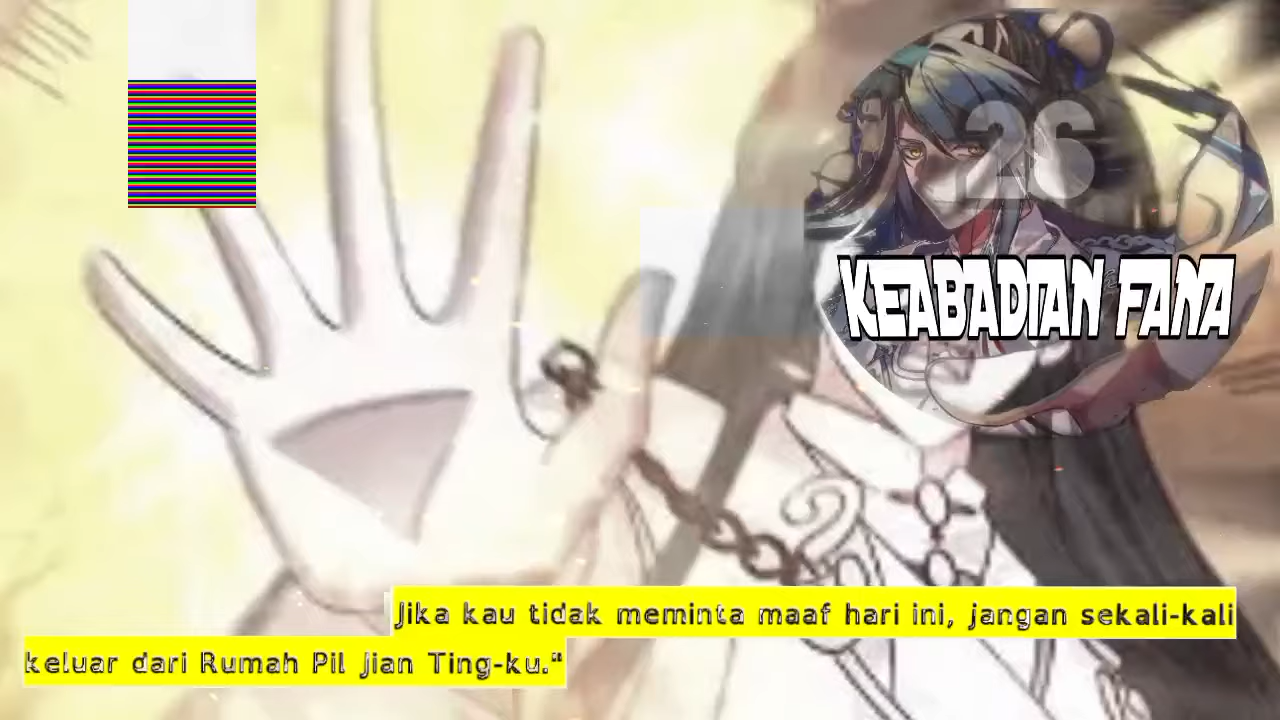 26
KEABADIAN FANA
Jika kau tidak meminta maaf hari ini, jangan sekali-kali
keluar dari Rumah Pil Jian Ting-ku."